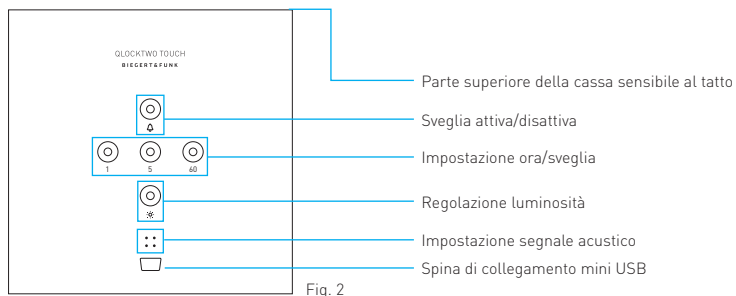 QLOCKTWO TOUCH
BIEGERT&FUNK
Parte superiore della cassa sensibile al tatto
Sveglia attiva/disattiva
1 5 60
Impostazione ora/sveglia
Regolazione luminosità
Impostazione segnale acustico
Spina di collegamento mini USB
Fig. 2